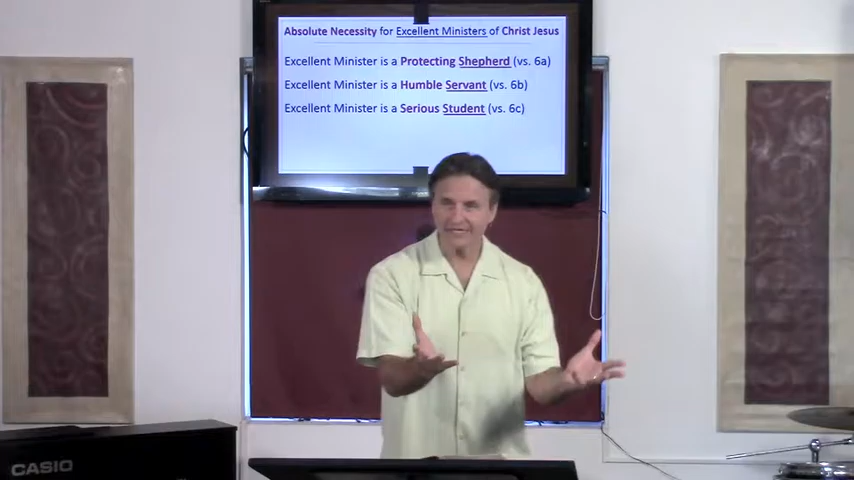 Absolute Necessity for Excellent Ministers of Christ Jesus
Excellent Minister is a Protecting Shepherd (vs. 6a)
Excellent Minister is a Humble Servant (vs. 6b)
Excellent Minister is a Serious Student (vs. 6c)
CASIO